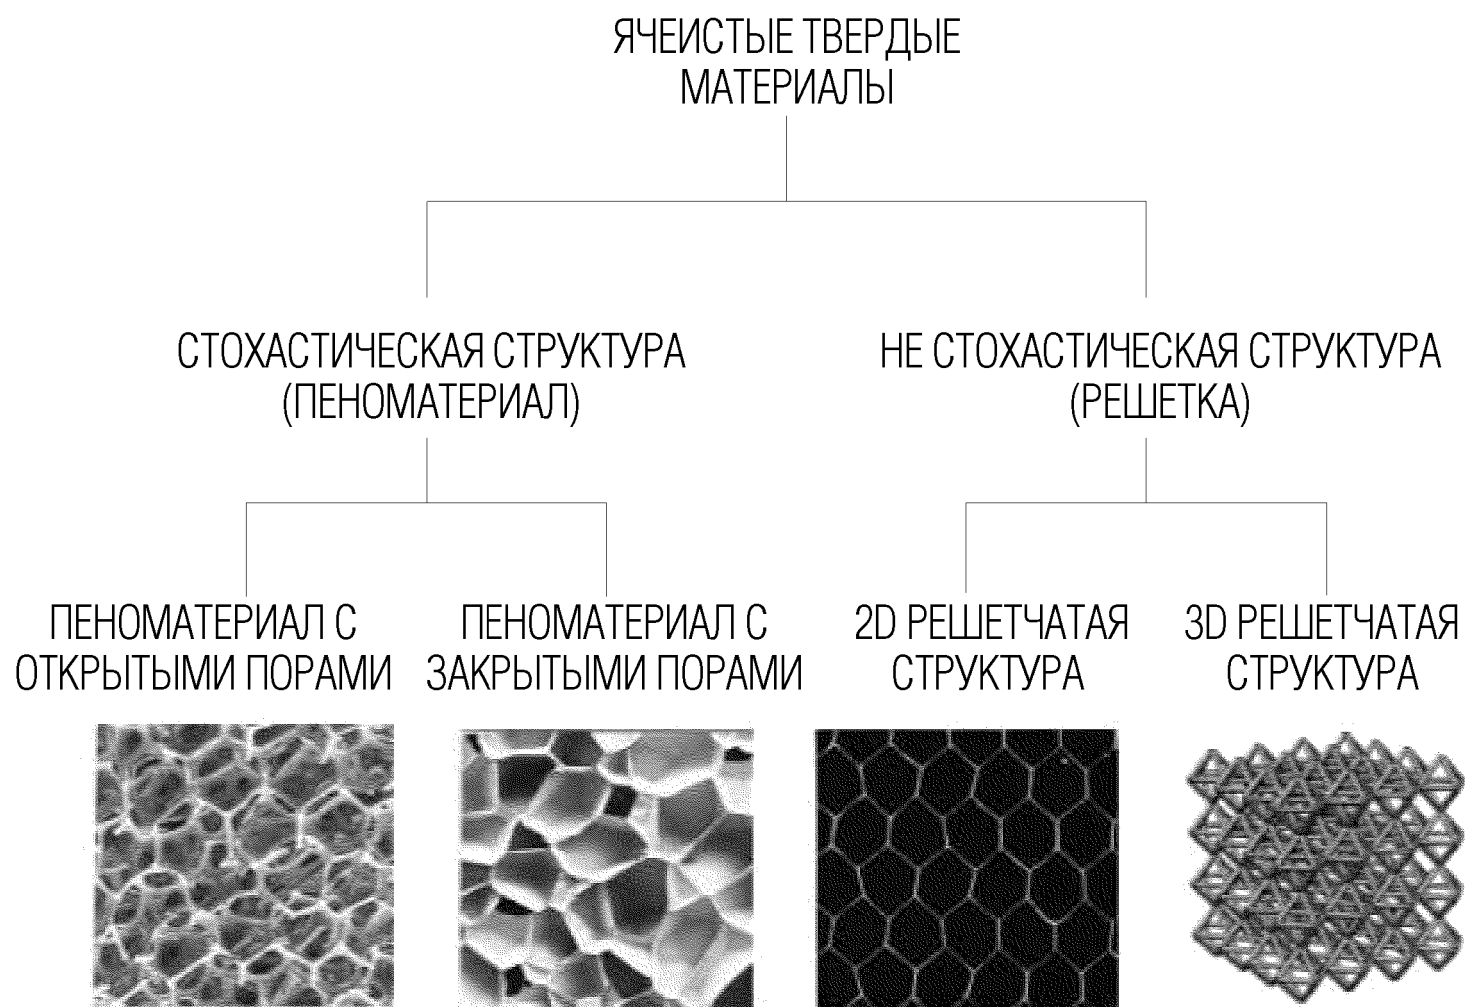 ЯЧЕИСТЫЕ ТВЕРДЫЕ
МАТЕРИАЛЫ
СТОХАСТИЧЕСКАЯ СТРУКТУРА
(ПЕНОМАТЕРИАЛ)
НЕ СТОХАСТИЧЕСКАЯ СТРУКТУРА
(РЕШЕТКА)
ПЕНОМАТЕРИАЛ С
ОТКРЫТЫМИ ПОРАМИ
ПЕНОМАТЕРИАЛ С
ЗАКРЫТЫМИ ПОРАМИ
2D РЕШЕТЧАТАЯ
СТРУКТУРА
3D РЕШЕТЧАТАЯ
СТРУКТУРА